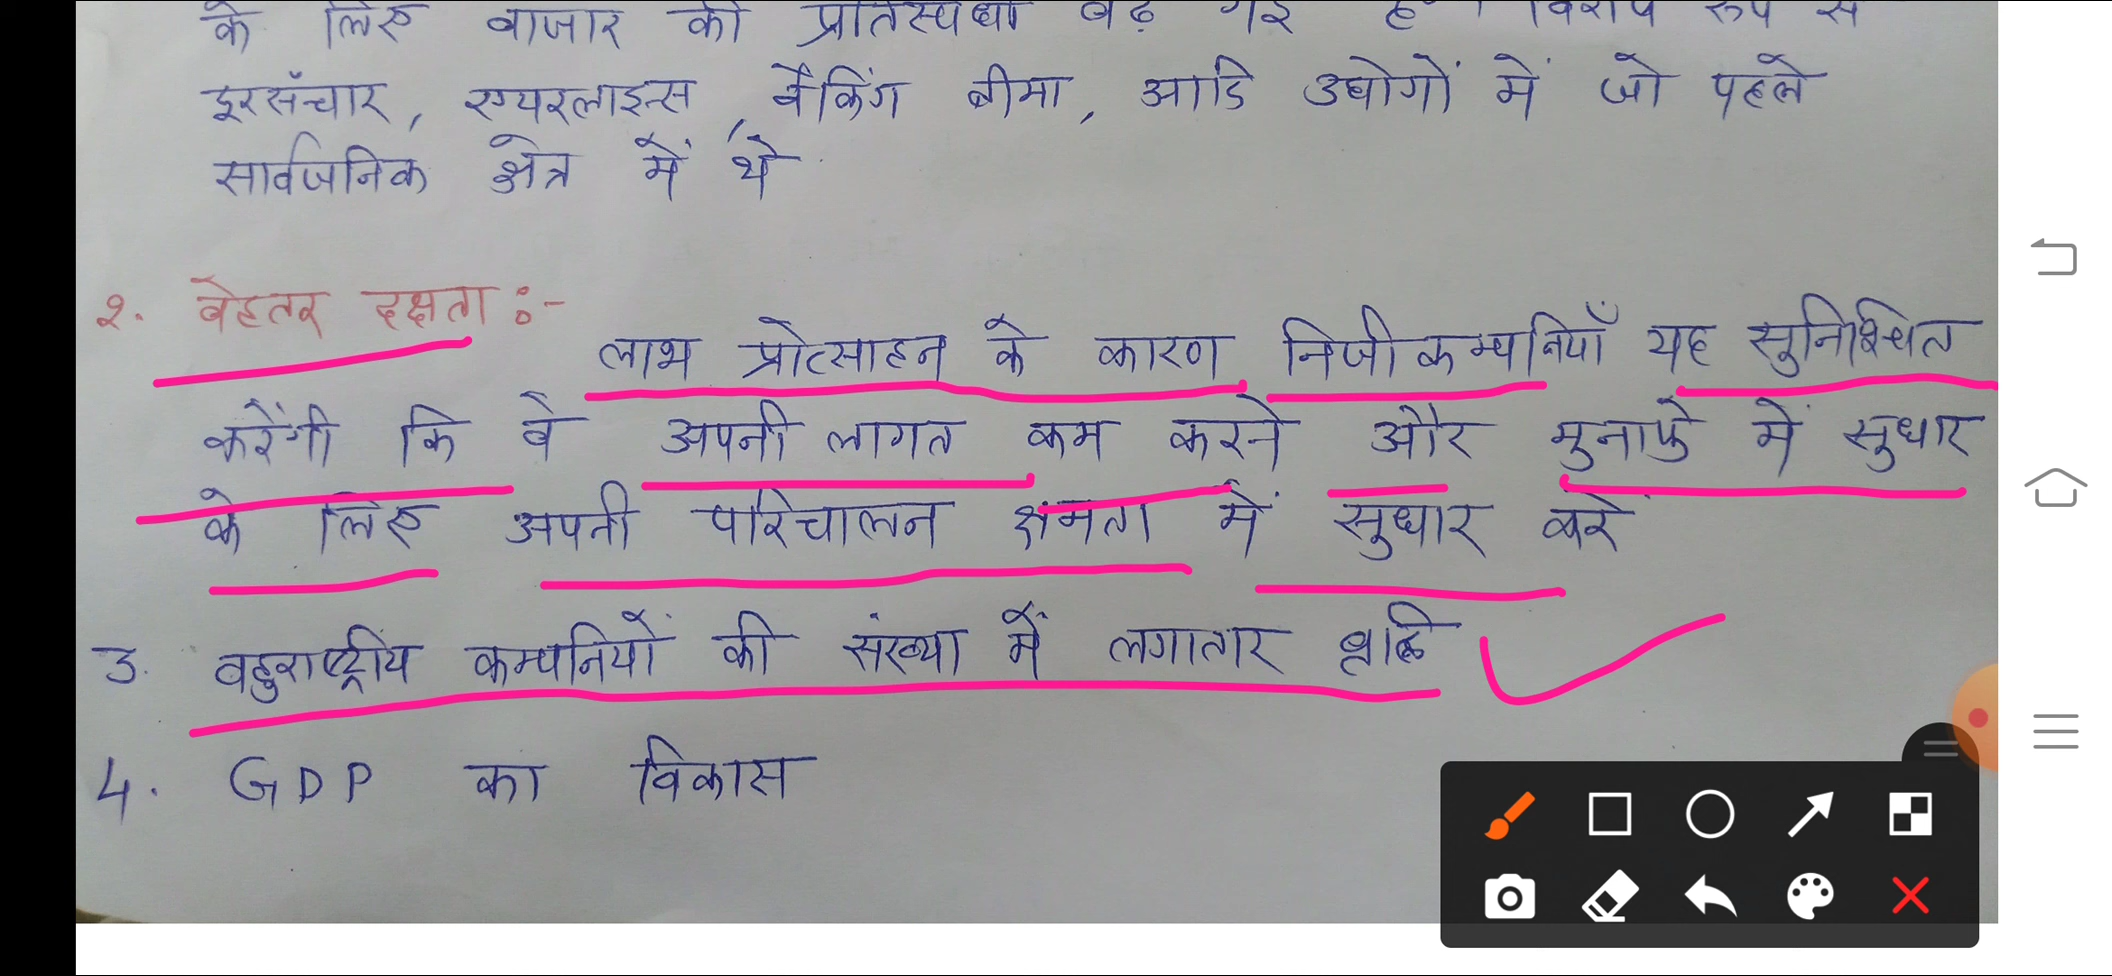 के लिए बाजार की प्रतिस्पर्धा बढ़ गई है । विशेष रूप से
दूरसंचार, एयरलाइन्स, बैंकिंग बीमा, आदि उद्योगों में जो पहले
सार्वजनिक क्षेत्र में थे
२. बेहतर दक्षता :-
लाभ प्रोत्साहन के कारण निजी कम्पनियाँ यह सुनिश्चित
करेंगी कि वे अपनी लागत कम करने और मुनाफे में सुधार
के लिए अपनी परिचालन क्षमता में सुधार करें
3. बहुराष्ट्रीय कम्पनियों की संख्या में लगातार वृद्धि
4. GDP का विकास